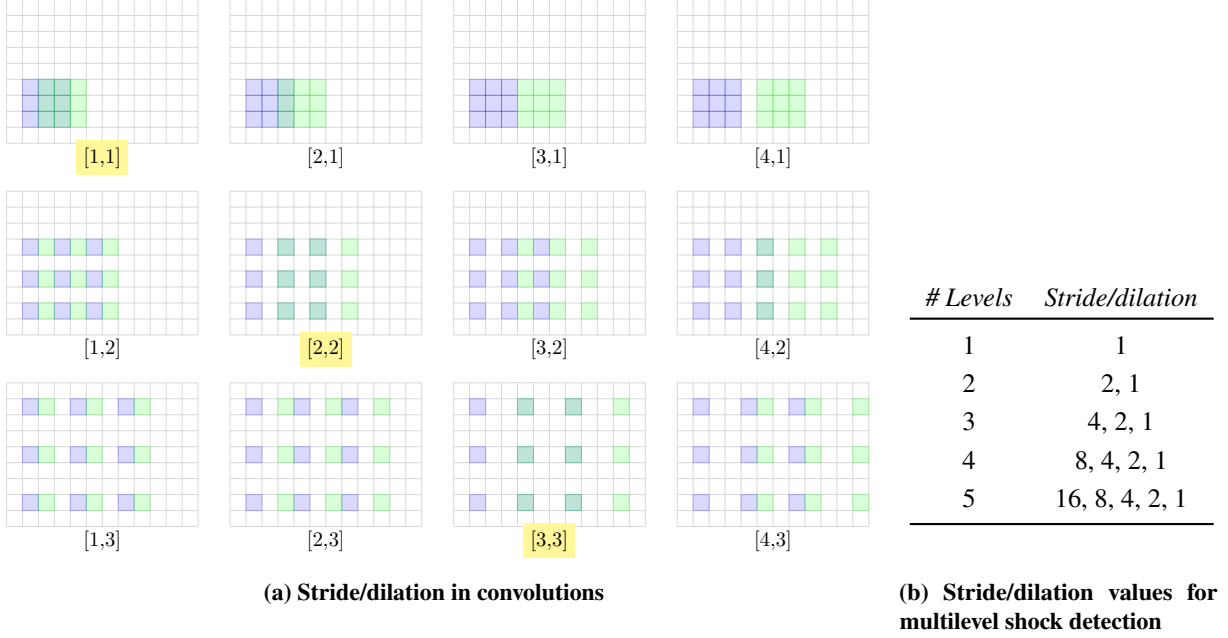 [1,1] [2,1] [3,1] [4,1]
[1,2] [2,2] [3,2] [4,2]
[1,3] [2,3] [3,3] [4,3]
(a) Stride/dilation in convolutions
# Levels Stride/dilation
1 1
2 2, 1
3 4, 2, 1
4 8, 4, 2, 1
5 16, 8, 4, 2, 1
(b) Stride/dilation values for
multilevel shock detection